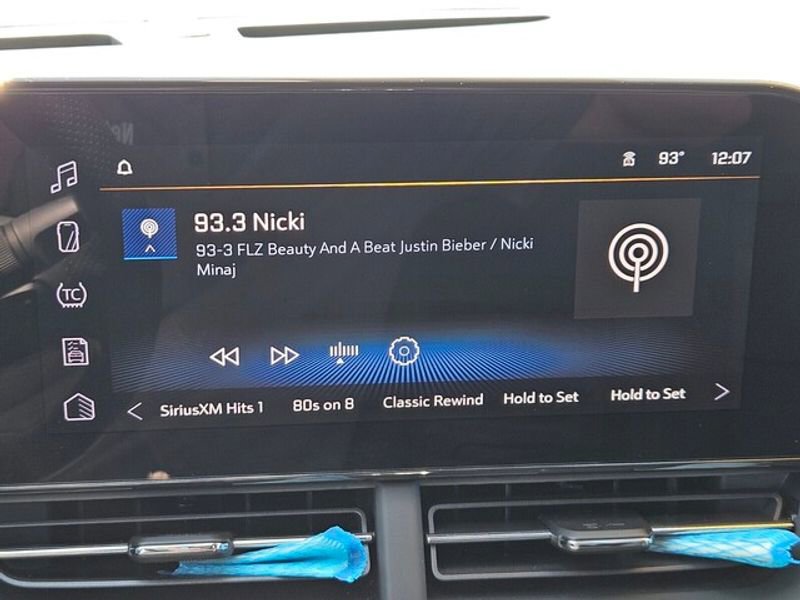 93° 12:07
93.3 Nicki
93-3 FLZ Beauty And A Beat Justin Bieber / Nicki
Minaj
TC
SiriusXM Hits 1 80s on 8 Classic Rewind Hold to Set Hold to Set